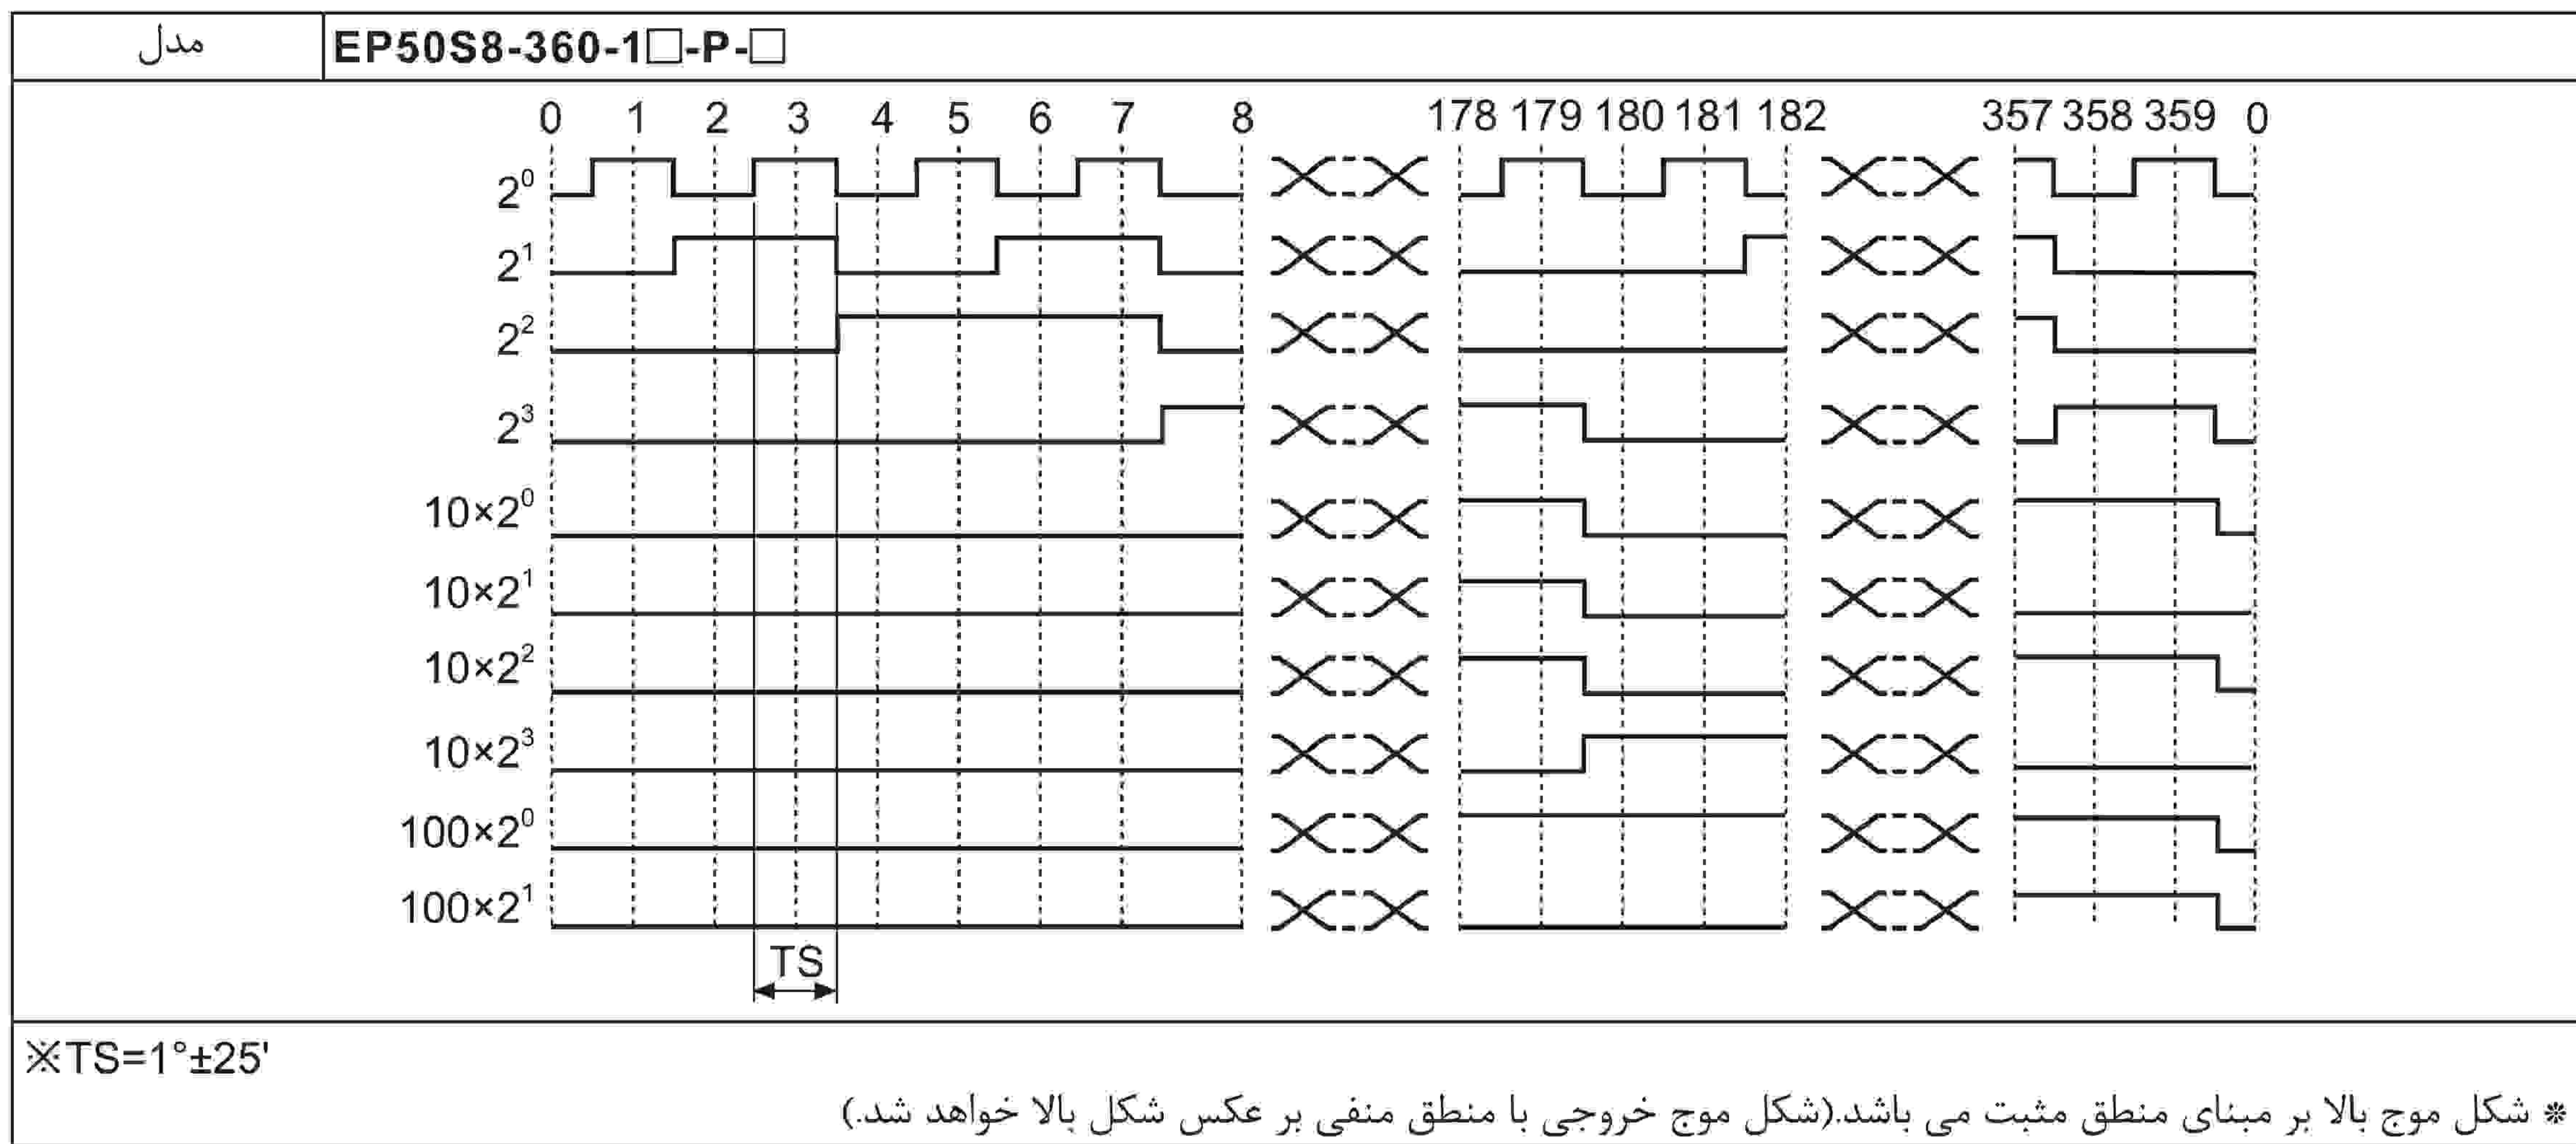 مدل
EP50S8-360-1□-P-□
0 1 2 3 4 5 6 7 8 178 179 180 181 182 357 358 359 0
2⁰
2¹
2²
2³
10×2⁰
10×2¹
10×2²
10×2³
100×2⁰
100×2¹
TS
※TS=1°±25'
❋ شکل موج بالا بر مبنای منطق مثبت می باشد.(شکل موج خروجی با منطق منفی بر عکس شکل بالا خواهد شد.)